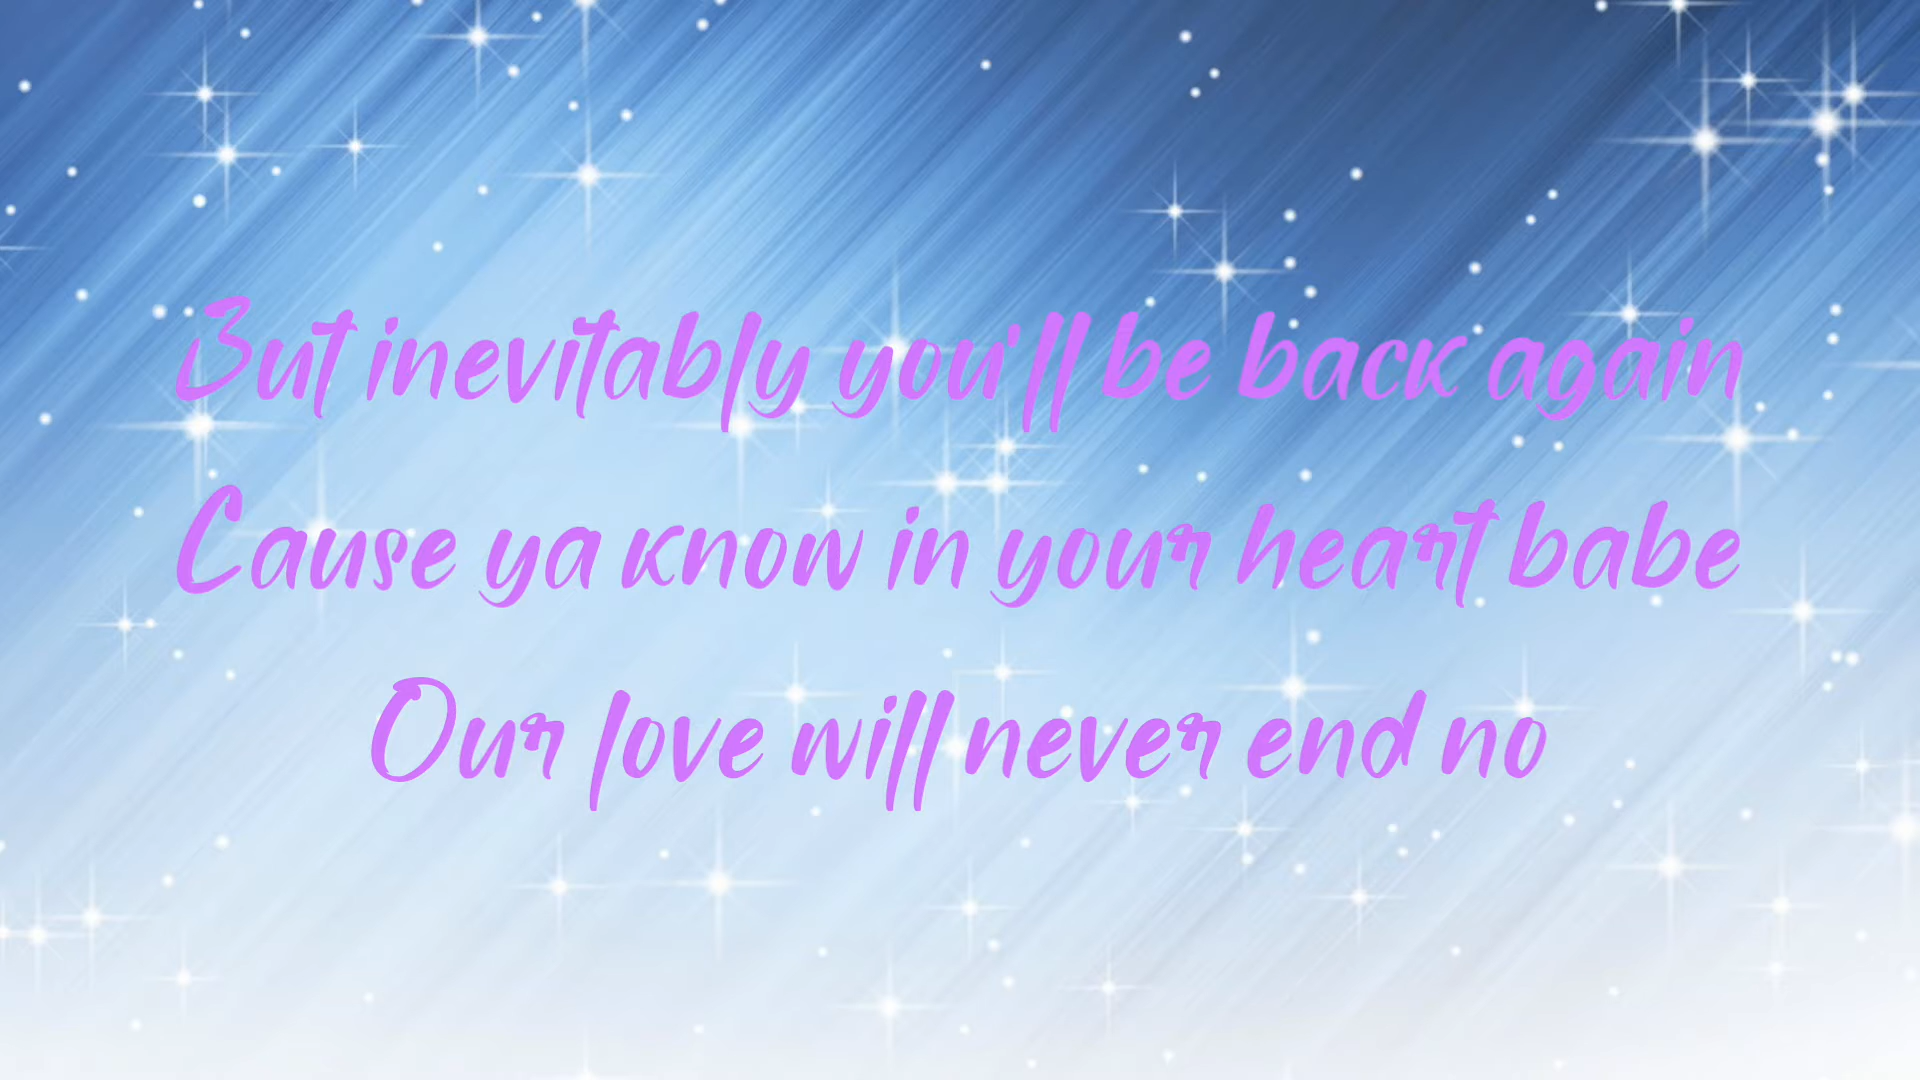 But inevitably you'll be back again
Cause ya know in your heart babe
Our love will never end no